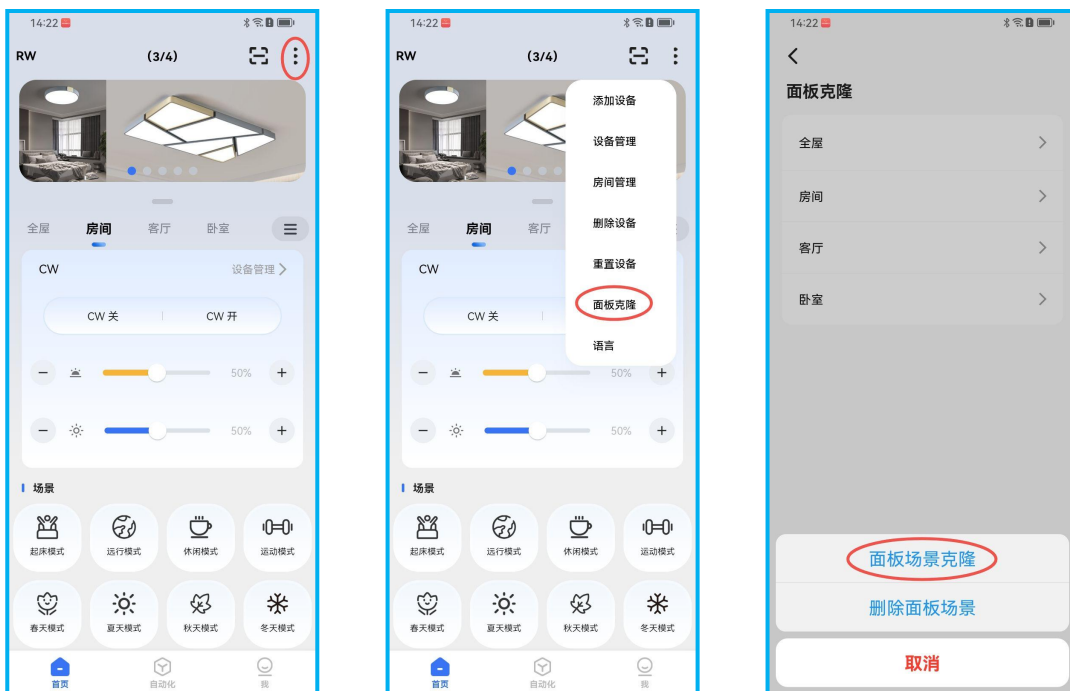 14:22
RW (3/4)
全屋 房间 客厅 卧室
CW 设备管理
CW 关 CW 开
50%
50%
场景
起床模式 远行模式 休闲模式 运动模式
春天模式 夏天模式 秋天模式 冬天模式
首页 自动化 我
14:22
RW (3/4)
添加设备
设备管理
房间管理
删除设备
重置设备
面板克隆
语言
全屋 房间 客厅
CW
CW 关
50%
50%
场景
起床模式 远行模式 休闲模式 运动模式
春天模式 夏天模式 秋天模式 冬天模式
首页 自动化 我
14:22
面板克隆
全屋
房间
客厅
卧室
面板场景克隆
删除面板场景
取消